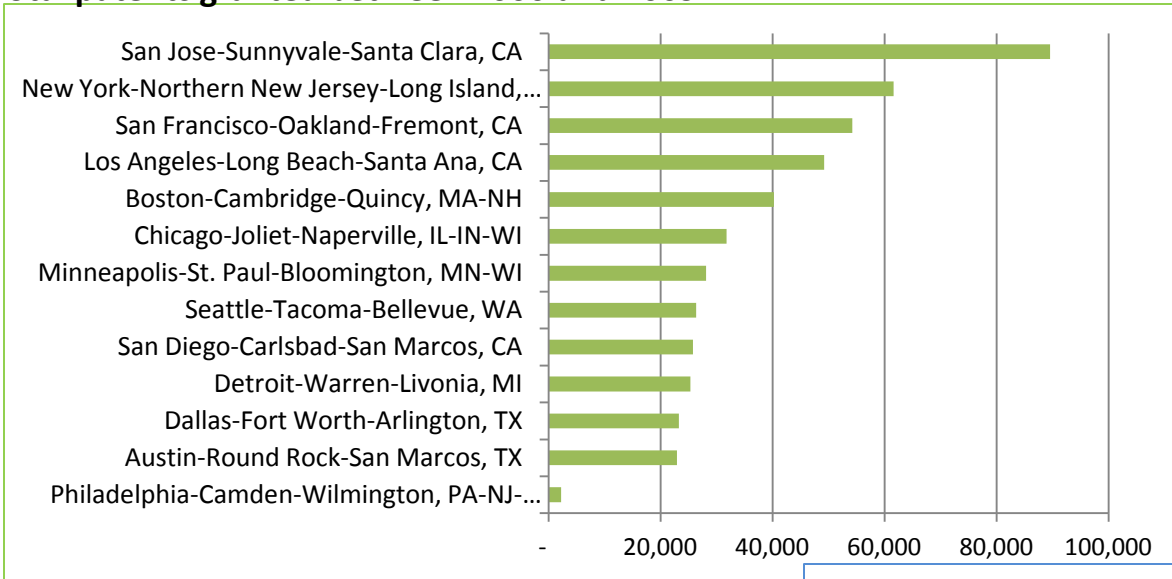 San Jose-Sunnyvale-Santa Clara, CA
New York-Northern New Jersey-Long Island,...
San Francisco-Oakland-Fremont, CA
Los Angeles-Long Beach-Santa Ana, CA
Boston-Cambridge-Quincy, MA-NH
Chicago-Joliet-Naperville, IL-IN-WI
Minneapolis-St. Paul-Bloomington, MN-WI
Seattle-Tacoma-Bellevue, WA
San Diego-Carlsbad-San Marcos, CA
Detroit-Warren-Livonia, MI
Dallas-Fort Worth-Arlington, TX
Austin-Round Rock-San Marcos, TX
Philadelphia-Camden-Wilmington, PA-NJ-...
- 20,000 40,000 60,000 80,000 100,000